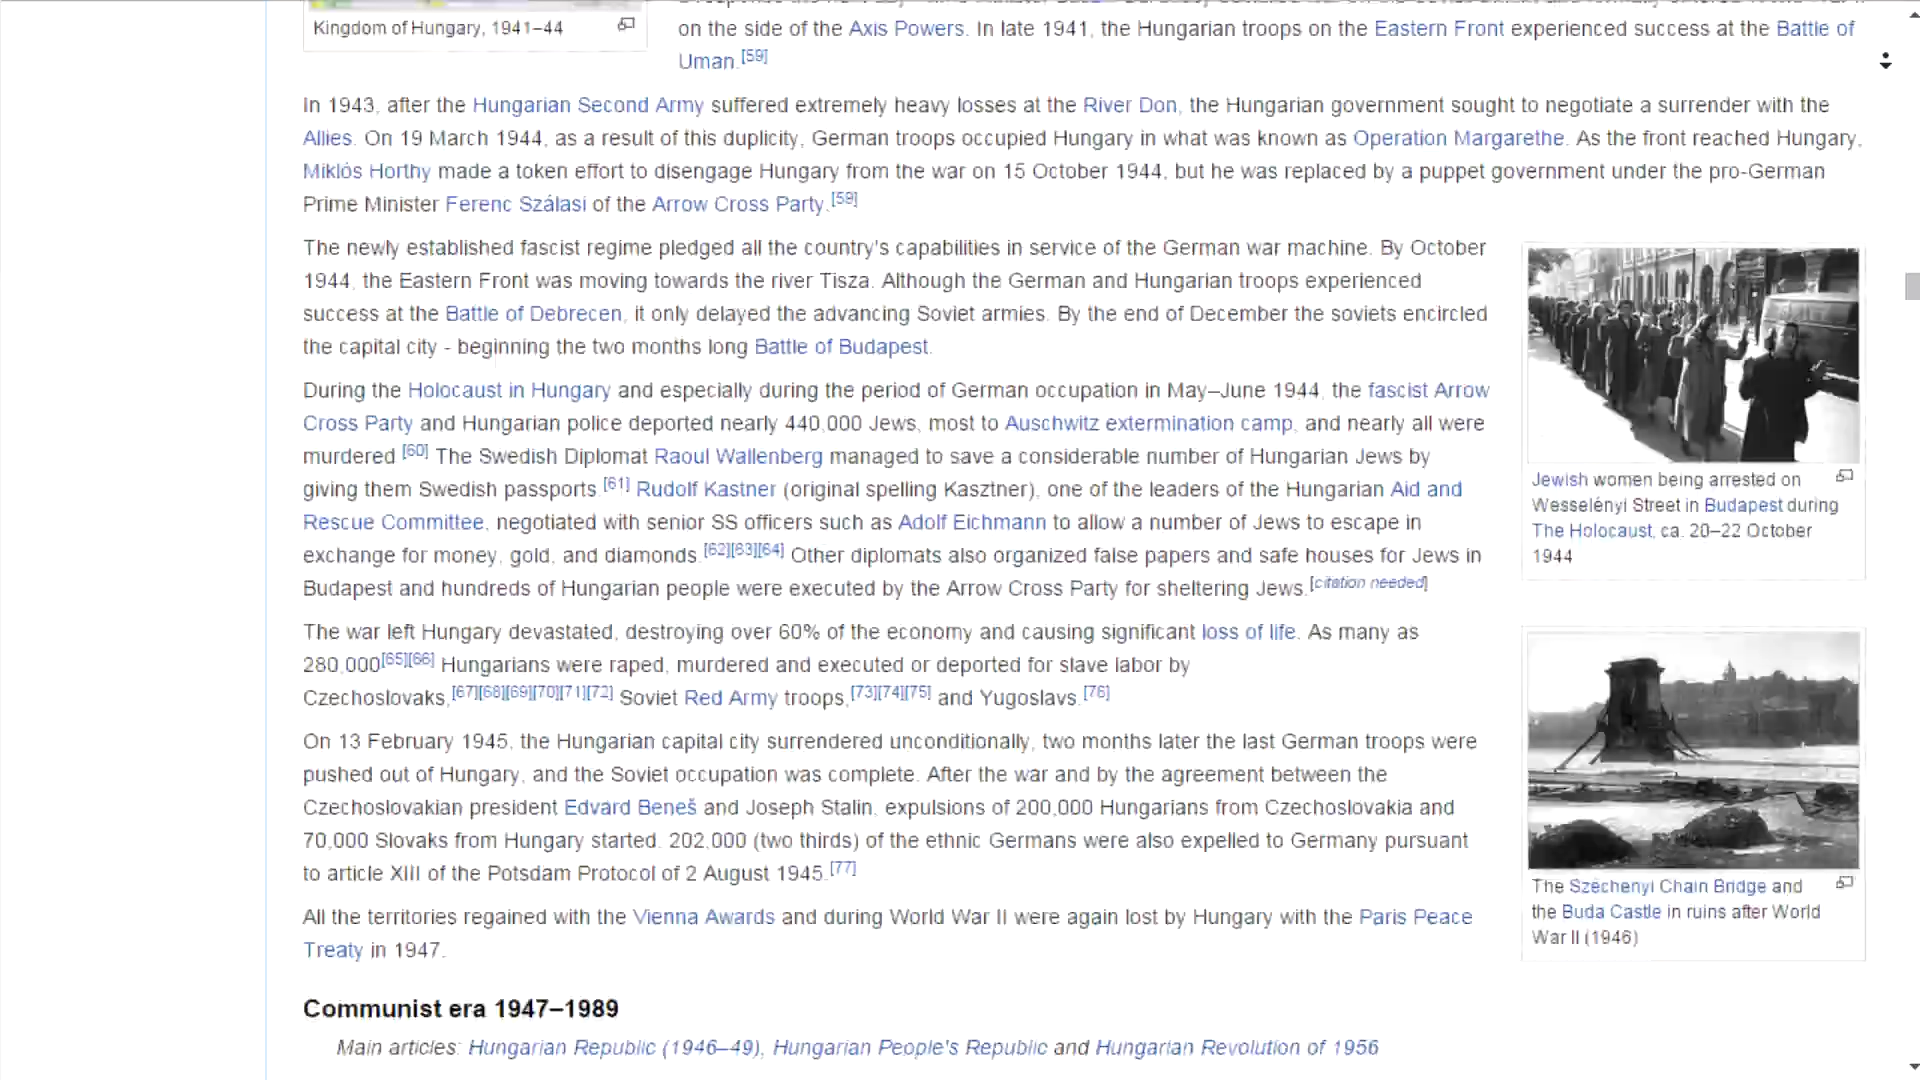 Kingdom of Hungary, 1941–44
on the side of the Axis Powers. In late 1941, the Hungarian troops on the Eastern Front experienced success at the Battle of
Uman.[59]
In 1943, after the Hungarian Second Army suffered extremely heavy losses at the River Don, the Hungarian government sought to negotiate a surrender with the
Allies. On 19 March 1944, as a result of this duplicity, German troops occupied Hungary in what was known as Operation Margarethe. As the front reached Hungary,
Miklós Horthy made a token effort to disengage Hungary from the war on 15 October 1944, but he was replaced by a puppet government under the pro-German
Prime Minister Ferenc Szálasi of the Arrow Cross Party.[59]
The newly established fascist regime pledged all the country's capabilities in service of the German war machine. By October
1944, the Eastern Front was moving towards the river Tisza. Although the German and Hungarian troops experienced
success at the Battle of Debrecen, it only delayed the advancing Soviet armies. By the end of December the soviets encircled
the capital city - beginning the two months long Battle of Budapest.
During the Holocaust in Hungary and especially during the period of German occupation in May–June 1944, the fascist Arrow
Cross Party and Hungarian police deported nearly 440,000 Jews, most to Auschwitz extermination camp, and nearly all were
murdered.[60] The Swedish Diplomat Raoul Wallenberg managed to save a considerable number of Hungarian Jews by
giving them Swedish passports.[61] Rudolf Kastner (original spelling Kasztner), one of the leaders of the Hungarian Aid and
Rescue Committee, negotiated with senior SS officers such as Adolf Eichmann to allow a number of Jews to escape in
exchange for money, gold, and diamonds.[62][63][64] Other diplomats also organized false papers and safe houses for Jews in
Budapest and hundreds of Hungarian people were executed by the Arrow Cross Party for sheltering Jews.[citation needed]
Jewish women being arrested on
Wesselényi Street in Budapest during
The Holocaust, ca. 20–22 October
1944
The war left Hungary devastated, destroying over 60% of the economy and causing significant loss of life. As many as
280,000[65][66] Hungarians were raped, murdered and executed or deported for slave labor by
Czechoslovaks,[67][68][69][70][71][72] Soviet Red Army troops,[73][74][75] and Yugoslavs.[76]
On 13 February 1945, the Hungarian capital city surrendered unconditionally, two months later the last German troops were
pushed out of Hungary, and the Soviet occupation was complete. After the war and by the agreement between the
Czechoslovakian president Edvard Beneš and Joseph Stalin, expulsions of 200,000 Hungarians from Czechoslovakia and
70,000 Slovaks from Hungary started. 202,000 (two thirds) of the ethnic Germans were also expelled to Germany pursuant
to article XIII of the Potsdam Protocol of 2 August 1945.[77]
The Széchenyi Chain Bridge and
the Buda Castle in ruins after World
War II (1946)
All the territories regained with the Vienna Awards and during World War II were again lost by Hungary with the Paris Peace
Treaty in 1947.
Communist era 1947–1989
Main articles: Hungarian Republic (1946–49), Hungarian People's Republic and Hungarian Revolution of 1956